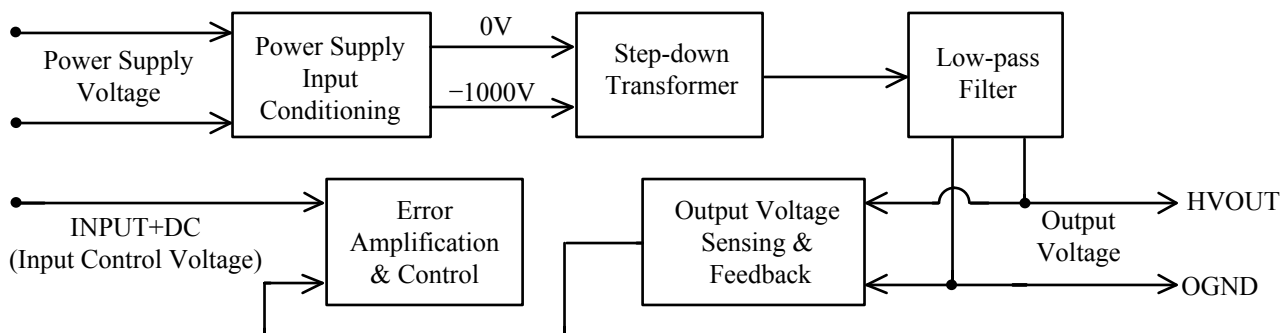 Power Supply
Voltage
Power Supply
Input
Conditioning
0V
−1000V
Step-down
Transformer
Low-pass
Filter
INPUT+DC
(Input Control Voltage)
Error
Amplification
& Control
Output Voltage
Sensing &
Feedback
Output
Voltage
HVOUT
OGND